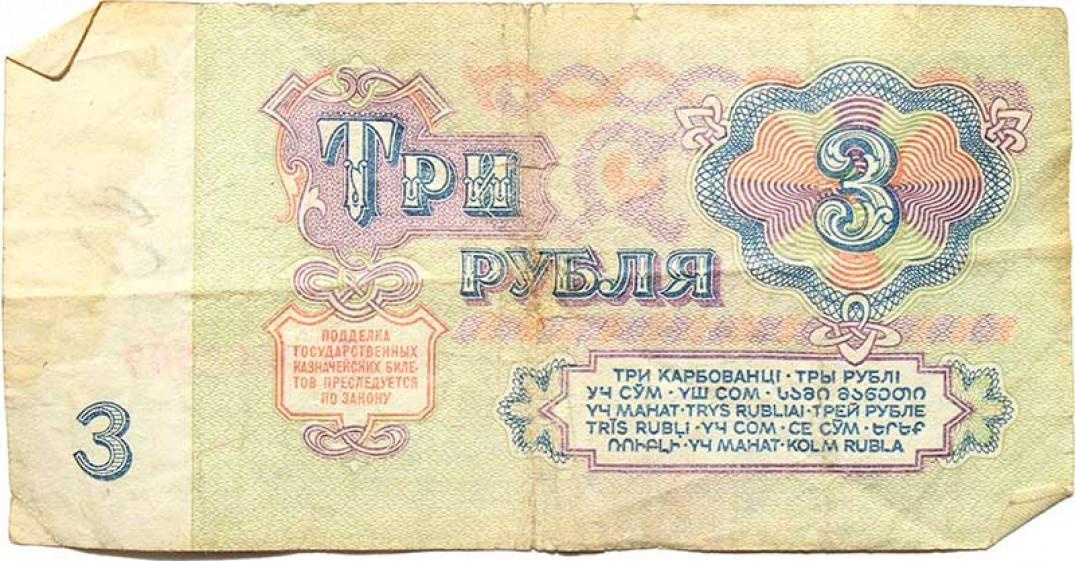 ТРИ
РУБЛЯ
3
ПОДДЕЛКА
ГОСУДАРСТВЕННЫХ
КАЗНАЧЕЙСКИХ БИЛЕ-
ТОВ ПРЕСЛЕДУЕТСЯ
ПО ЗАКОНУ
3
ТРИ КАРБОВАНЦІ · ТРЫ РУБЛІ
УЧ СЎМ · ҮШ СОМ · ᲡᲐᲛᲘ ᲛᲐᲜᲔᲗᲘ
ҮЧ МАНАТ · TRYS RUBLIAI · ТРЕЙ РУБЛЕ
TRĪS RUBĻI · ҮЧ СОМ · СЕ СЎМ · ԵՐԵՔ
ՌՈՒԲԼԻ · ҮЧ МАНАТ · KOLM RUBLA